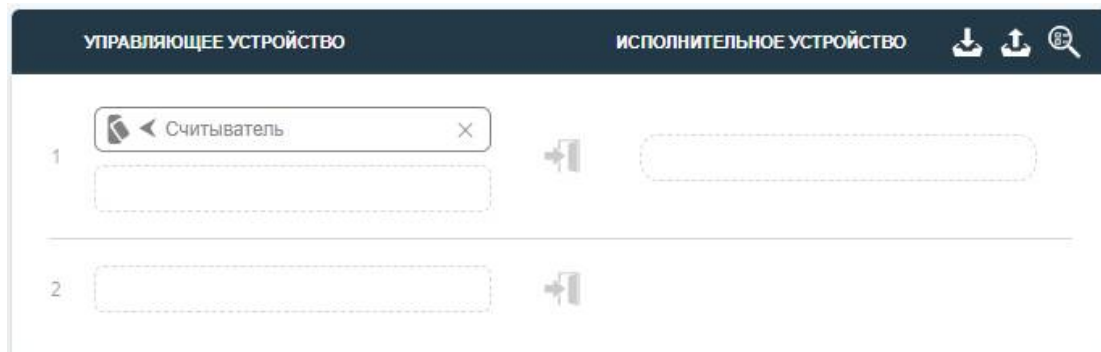 УПРАВЛЯЮЩЕЕ УСТРОЙСТВО ИСПОЛНИТЕЛЬНОЕ УСТРОЙСТВО
Считыватель
1
2